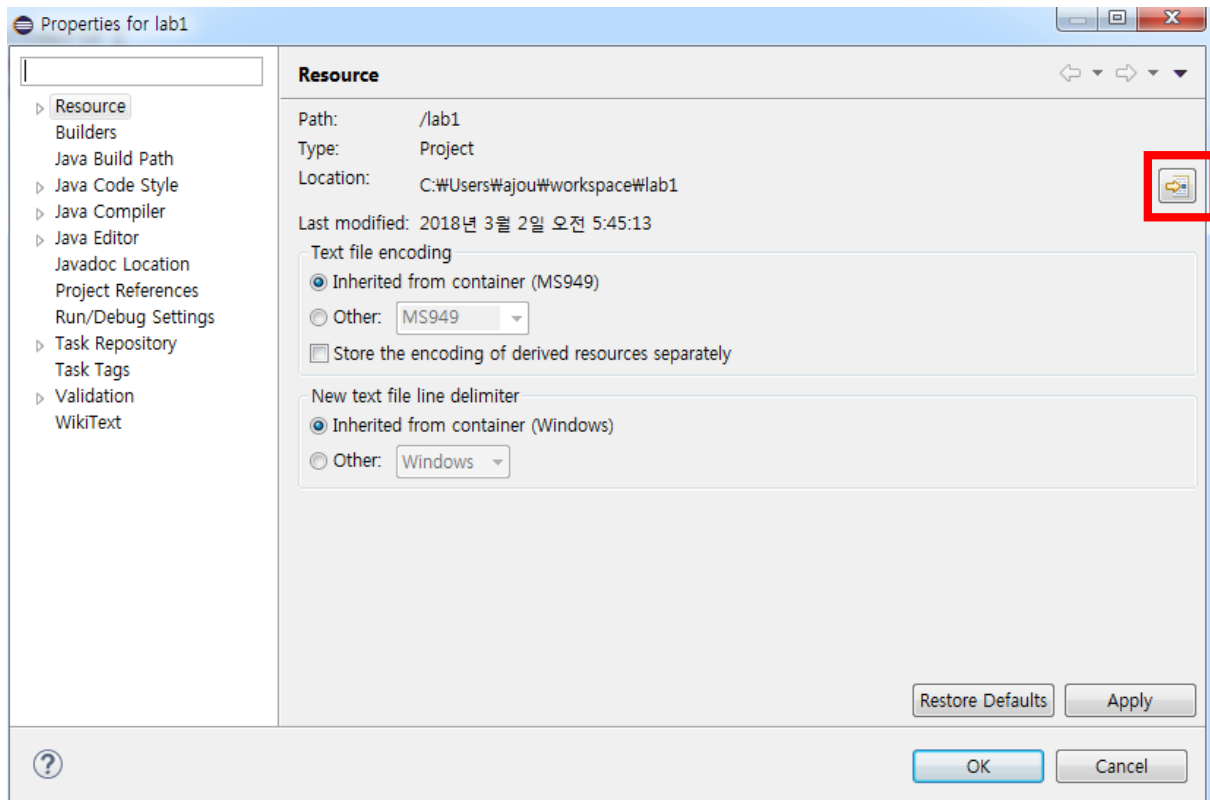 Properties for lab1
Resource
Builders
Java Build Path
Java Code Style
Java Compiler
Java Editor
Javadoc Location
Project References
Run/Debug Settings
Task Repository
Task Tags
Validation
WikiText
Resource
Path: /lab1
Type: Project
Location: C:₩Users₩ajou₩workspace₩lab1
Last modified: 2018년 3월 2일 오전 5:45:13
Text file encoding
Inherited from container (MS949)
Other: MS949
Store the encoding of derived resources separately
New text file line delimiter
Inherited from container (Windows)
Other: Windows
Restore Defaults Apply
? OK Cancel